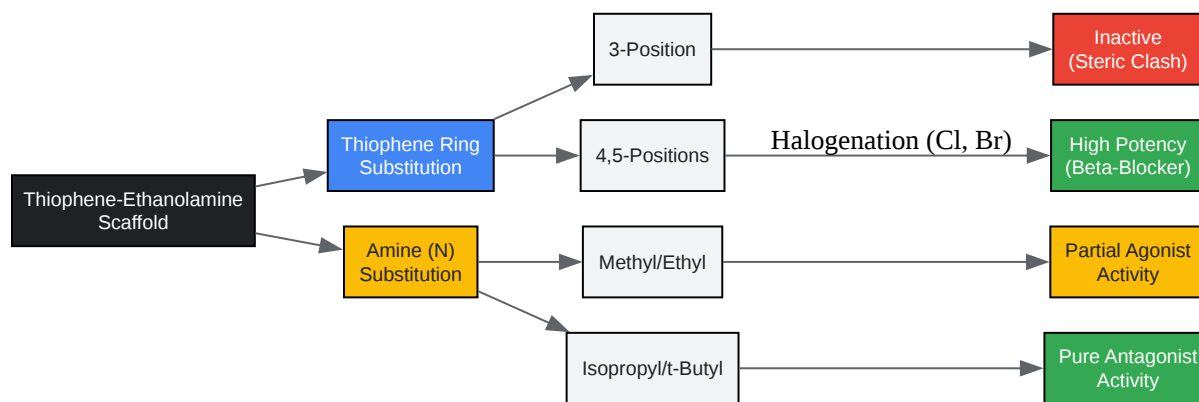 3-Position
Inactive
(Steric Clash)
Thiophene Ring
Substitution
4,5-Positions
Halogenation (Cl, Br)
High Potency
(Beta-Blocker)
Thiophene-Ethanolamine
Scaffold
Amine (N)
Substitution
Methyl/Ethyl
Partial Agonist
Activity
Isopropyl/t-Butyl
Pure Antagonist
Activity